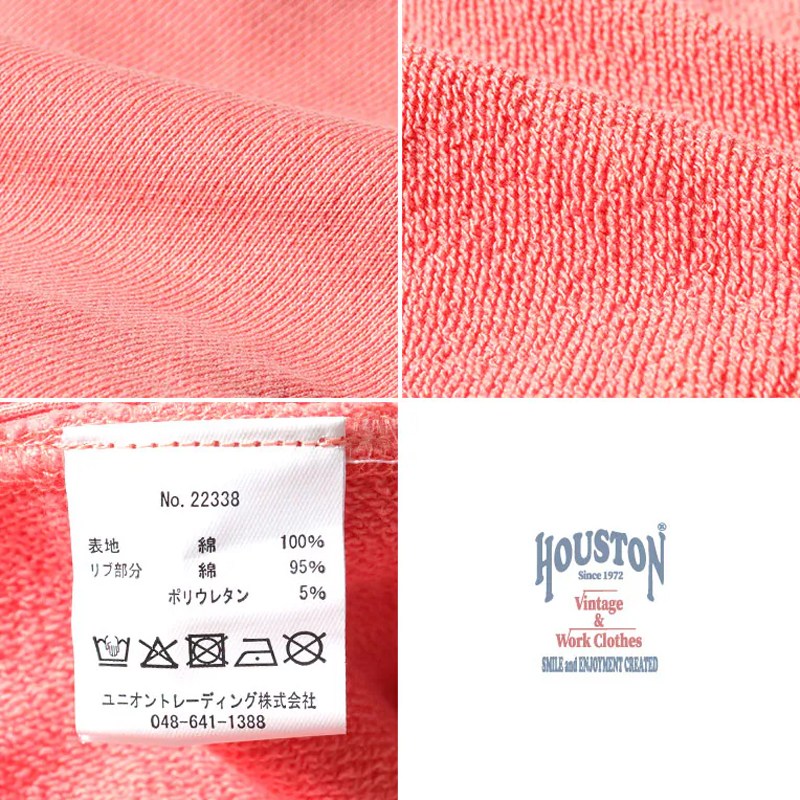 No. 22338
表地 綿 100%
リブ部分 綿 95%
ポリウレタン 5%
ユニオントレーディング株式会社
048-641-1388
HOUSTON®
Since 1972
Vintage
&
Work Clothes
SMILE and ENJOYMENT CREATED